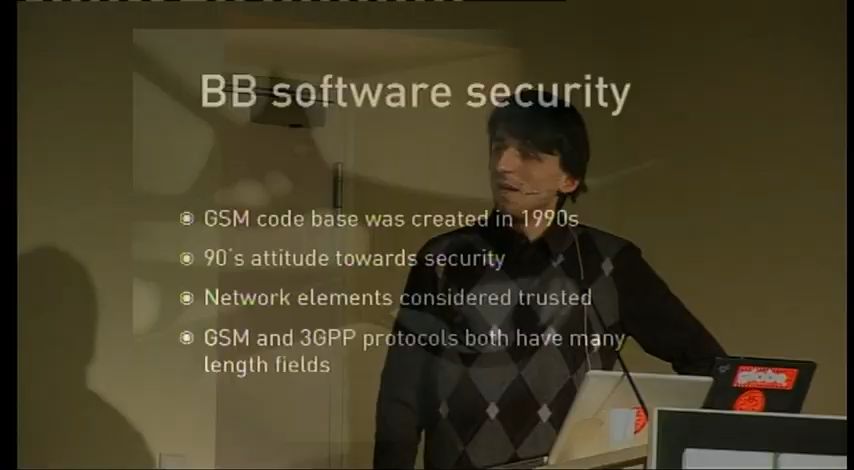 BB software security
GSM code base was created in 1990s
90's attitude towards security
Network elements considered trusted
GSM and 3GPP protocols both have many
length fields